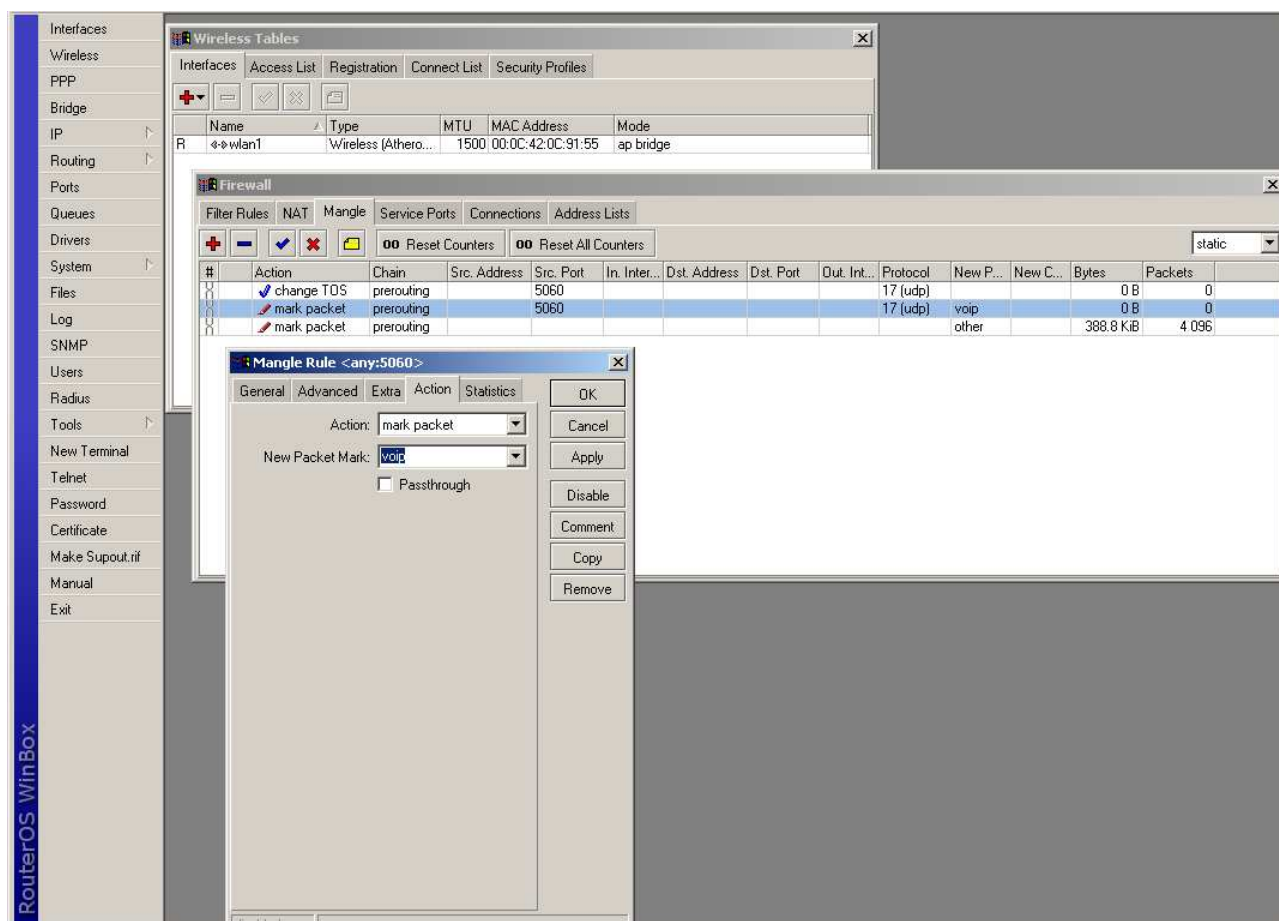 Interfaces
Wireless
PPP
Bridge
IP
Routing
Ports
Queues
Drivers
System
Files
Log
SNMP
Users
Radius
Tools
New Terminal
Telnet
Password
Certificate
Make Supout.rif
Manual
Exit
RouterOS WinBox
Wireless Tables
Interfaces Access List Registration Connect List Security Profiles
Name Type MTU MAC Address Mode
R wlan1 Wireless (Athero... 1500 00:0C:42:0C:91:55 ap bridge
Firewall
Filter Rules NAT Mangle Service Ports Connections Address Lists
00 Reset Counters 00 Reset All Counters static
# Action Chain Src. Address Src. Port In. Inter... Dst. Address Dst. Port Out. Int... Protocol New P... New C... Bytes Packets
change TOS prerouting 5060 17 (udp) 0 B 0
mark packet prerouting 5060 17 (udp) voip 0 B 0
mark packet prerouting other 388.8 KiB 4 096
Mangle Rule <any:5060>
General Advanced Extra Action Statistics
Action: mark packet
New Packet Mark: voip
Passthrough
OK
Cancel
Apply
Disable
Comment
Copy
Remove